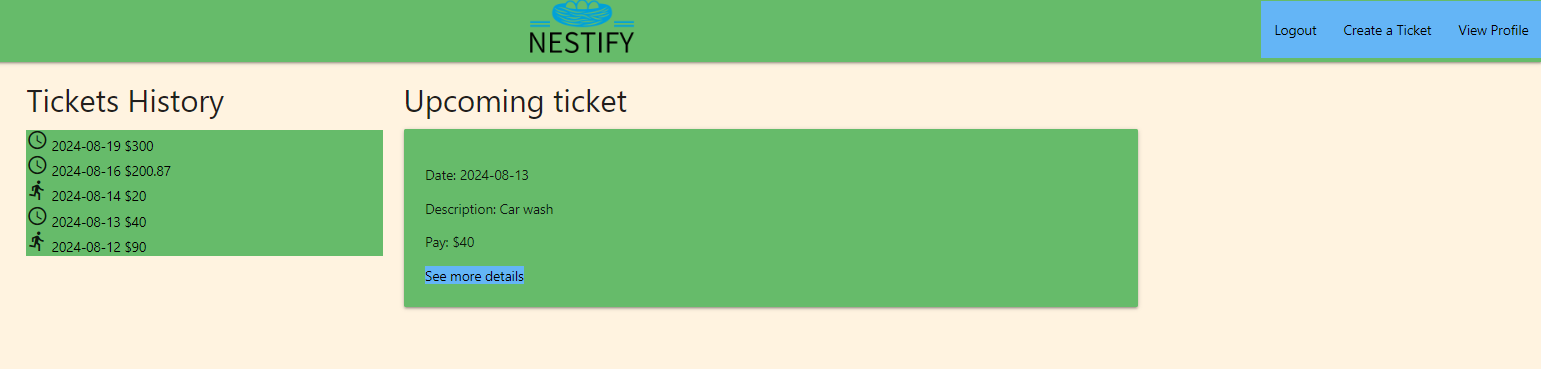 NESTIFY
Logout Create a Ticket View Profile
Tickets History
2024-08-19 $300
2024-08-16 $200.87
2024-08-14 $20
2024-08-13 $40
2024-08-12 $90
Upcoming ticket
Date: 2024-08-13
Description: Car wash
Pay: $40
See more details